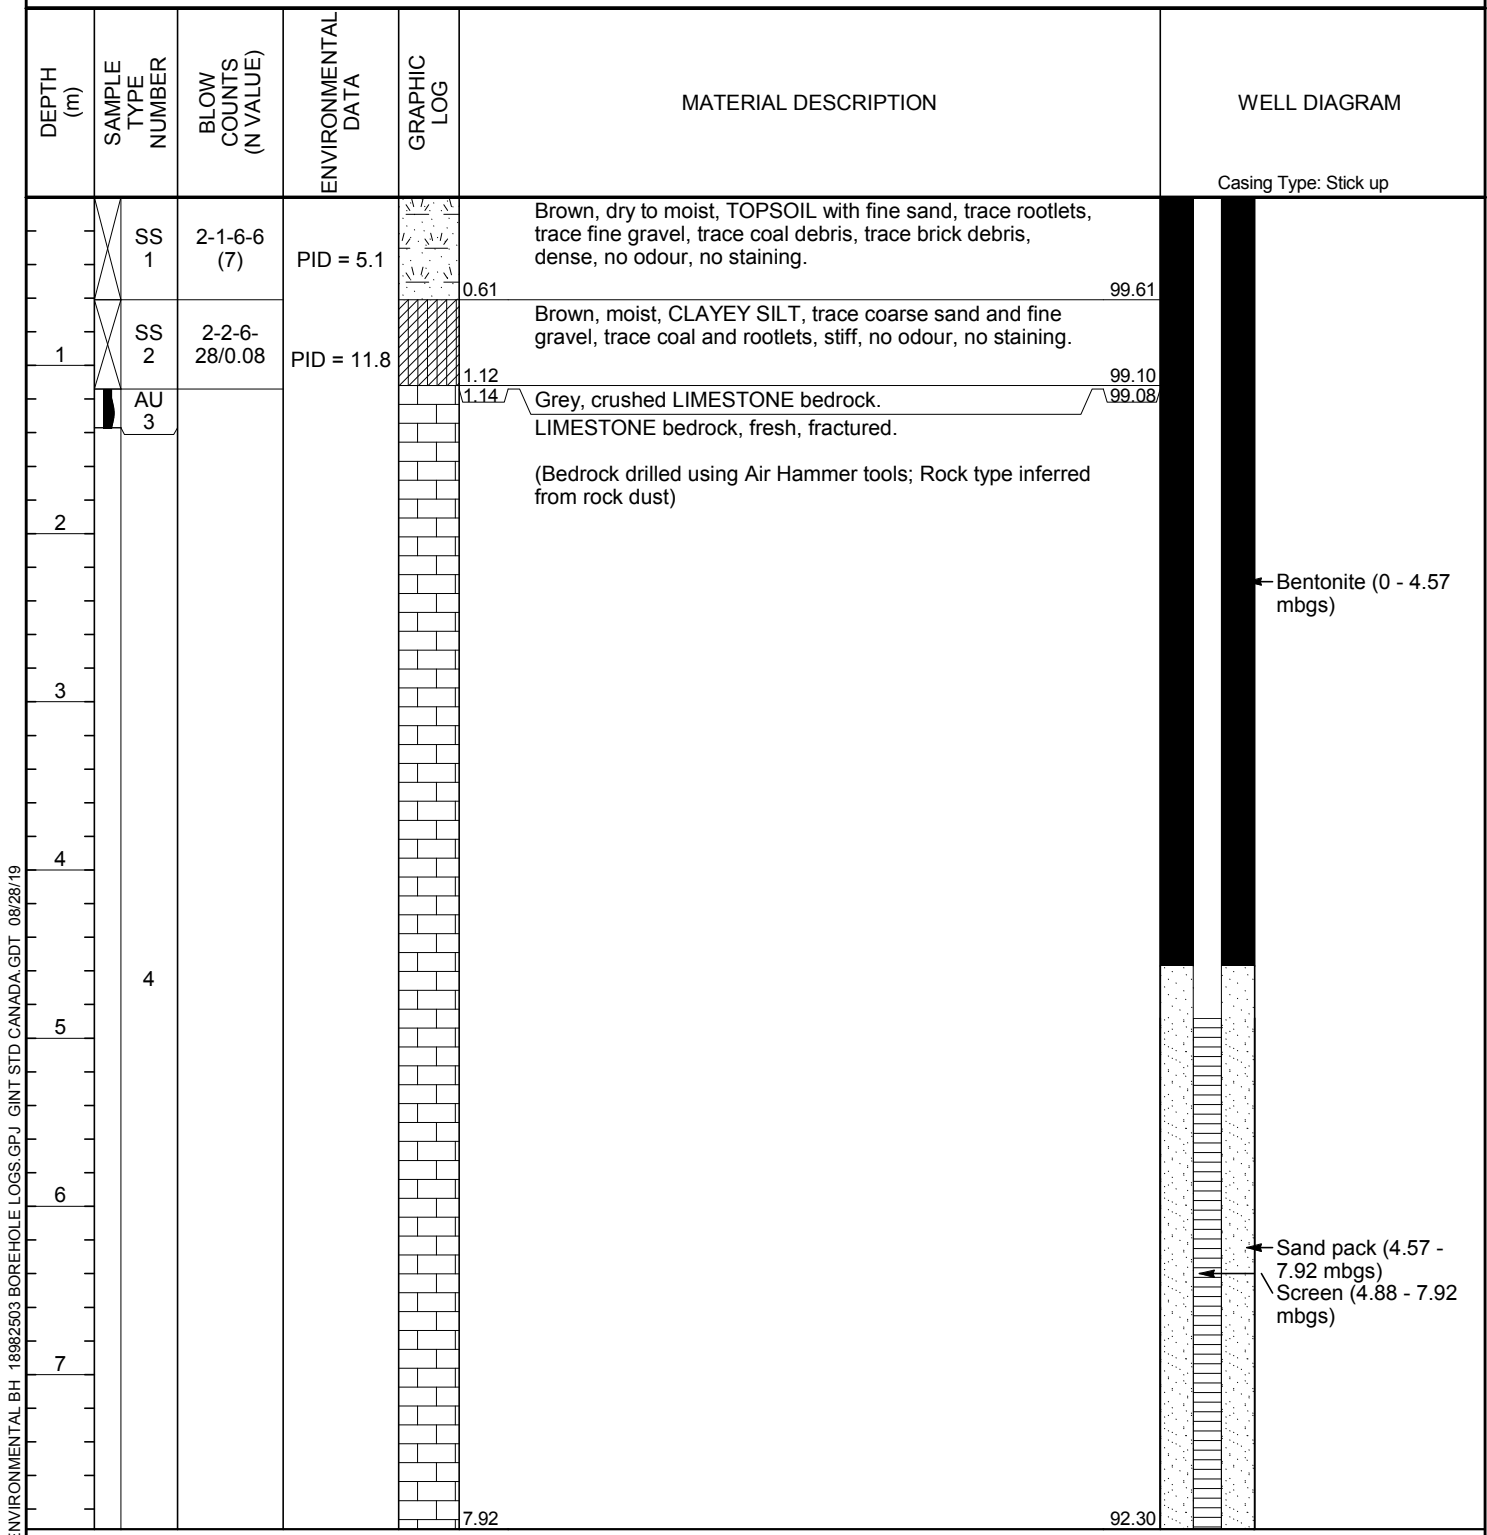 DEPTH
(m)
SAMPLE
TYPE
NUMBER
BLOW
COUNTS
(N VALUE)
ENVIRONMENTAL
DATA
GRAPHIC
LOG
MATERIAL DESCRIPTION
WELL DIAGRAM
Casing Type: Stick up
SS
1
2-1-6-6
(7)
PID = 5.1
Brown, dry to moist, TOPSOIL with fine sand, trace rootlets,
trace fine gravel, trace coal debris, trace brick debris,
dense, no odour, no staining.
0.61
99.61
SS
2
2-2-6-
28/0.08
PID = 11.8
Brown, moist, CLAYEY SILT, trace coarse sand and fine
gravel, trace coal and rootlets, stiff, no odour, no staining.
1
1.12
99.10
AU
3
1.14
Grey, crushed LIMESTONE bedrock.
99.08
LIMESTONE bedrock, fresh, fractured.
(Bedrock drilled using Air Hammer tools; Rock type inferred
from rock dust)
2
Bentonite (0 - 4.57
mbgs)
3
4
4
5
6
Sand pack (4.57 -
7.92 mbgs)
Screen (4.88 - 7.92
mbgs)
7
7.92
92.30
NVIRONMENTAL BH 18982503 BOREHOLE LOGS.GPJ GINT STD CANADA.GDT 08/28/19